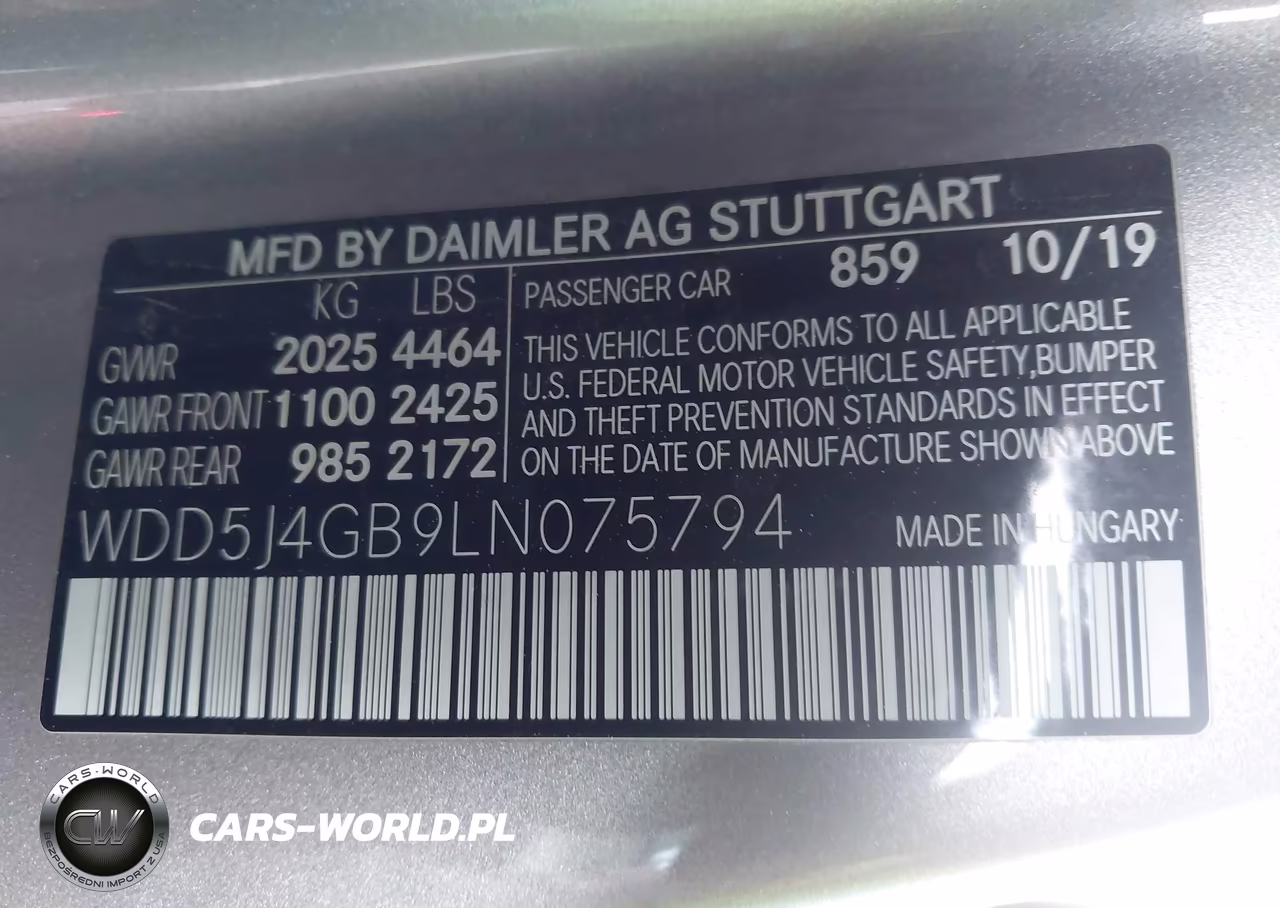 MFD BY DAIMLER AG STUTTGART
KG LBS
PASSENGER CAR 859 10/19
GVWR 2025 4464
GAWR FRONT 1100 2425
GAWR REAR 985 2172
THIS VEHICLE CONFORMS TO ALL APPLICABLE
U.S. FEDERAL MOTOR VEHICLE SAFETY,BUMPER
AND THEFT PREVENTION STANDARDS IN EFFECT
ON THE DATE OF MANUFACTURE SHOWN ABOVE
WDD5J4GB9LN075794
MADE IN HUNGARY
CARS-WORLD
CW
BEZPOŚREDNI IMPORT Z USA
CARS-WORLD.PL